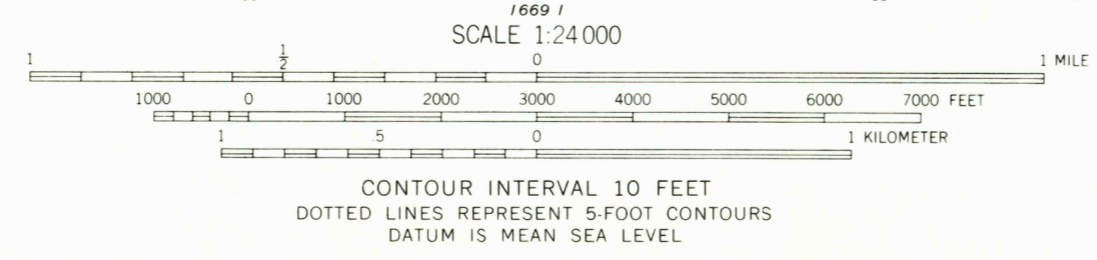 1669 1
SCALE 1:24 000
1 1/2 0 1 MILE
1000 0 1000 2000 3000 4000 5000 6000 7000 FEET
1 .5 0 1 KILOMETER
CONTOUR INTERVAL 10 FEET
DOTTED LINES REPRESENT 5-FOOT CONTOURS
DATUM IS MEAN SEA LEVEL